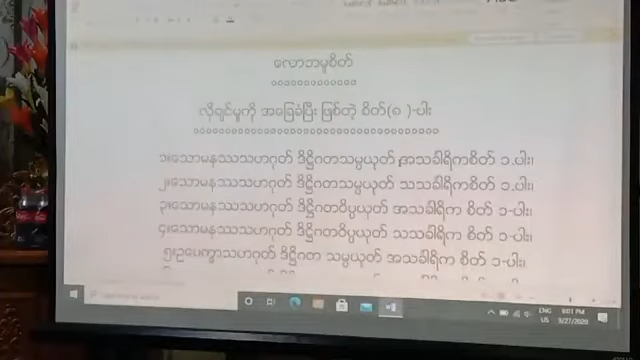 လောဘမူစိတ်
လိုချင်မှုကို အခြေခံပြီး ဖြစ်တဲ့ စိတ်(၈ )-ပါး
၁။သောမနဿသဟဂုတ် ဒိဋ္ဌိဂတသမ္ပယုတ် အသင်္ခါရိကစိတ် ၁.ပါး၊
၂။သောမနဿသဟဂုတ် ဒိဋ္ဌိဂတသမ္ပယုတ် သသင်္ခါရိကစိတ် ၁.ပါး၊
၃။သောမနဿသဟဂုတ် ဒိဋ္ဌိဂတဝိပ္ပယုတ် အသင်္ခါရိက စိတ် ၁-ပါး၊
၄။သောမနဿသဟဂုတ် ဒိဋ္ဌိဂတဝိပ္ပယုတ် သသင်္ခါရိက စိတ် ၁-ပါး၊
၅။ဥပေက္ခာသဟဂုတ် ဒိဋ္ဌိဂတ သမ္ပယုတ် အသင်္ခါရိက စိတ် ၁-ပါး၊
ENG 9:01 PM
US 9/27/2020